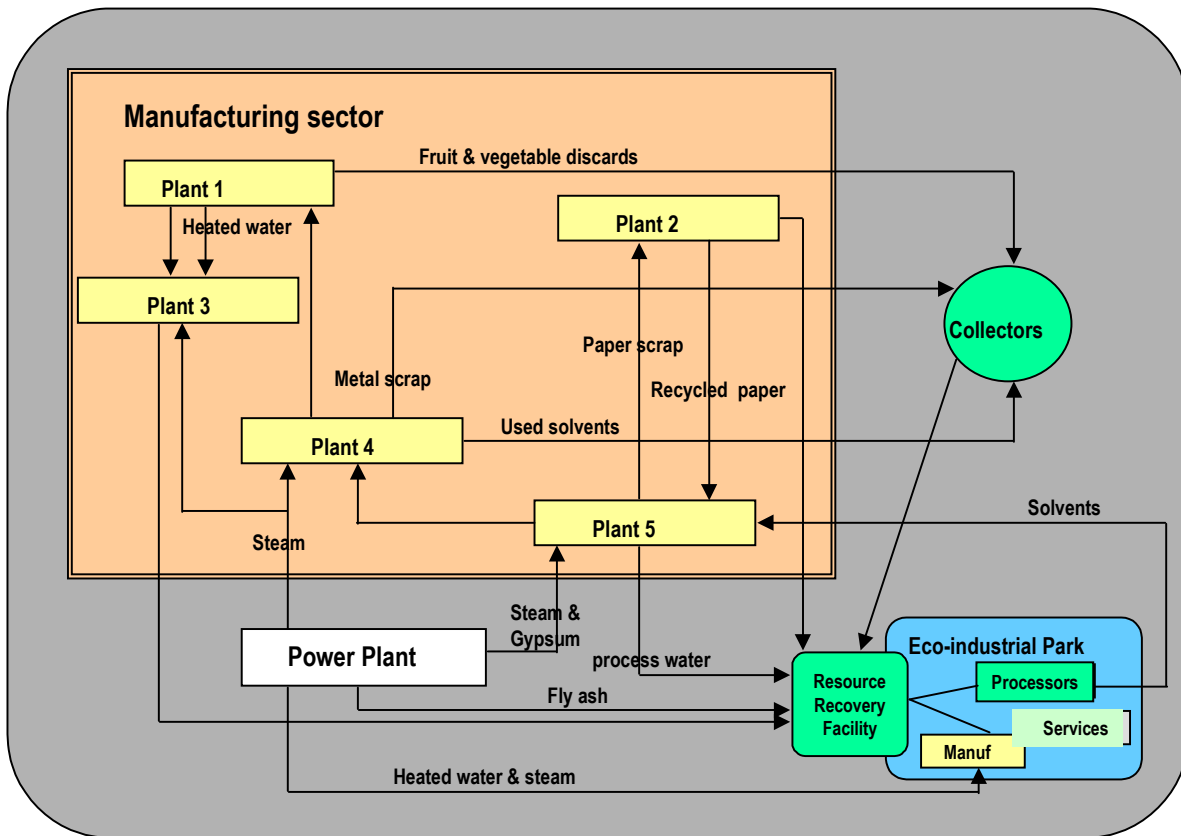 Manufacturing sector
Fruit & vegetable discards
Plant 1
Heated water
Plant 2
Plant 3
Collectors
Paper scrap
Metal scrap
Recycled paper
Used solvents
Plant 4
Solvents
Plant 5
Steam
Steam &
Gypsum
Power Plant
process water
Eco-industrial Park
Resource
Recovery
Facility
Processors
Fly ash
Services
Manuf
Heated water & steam